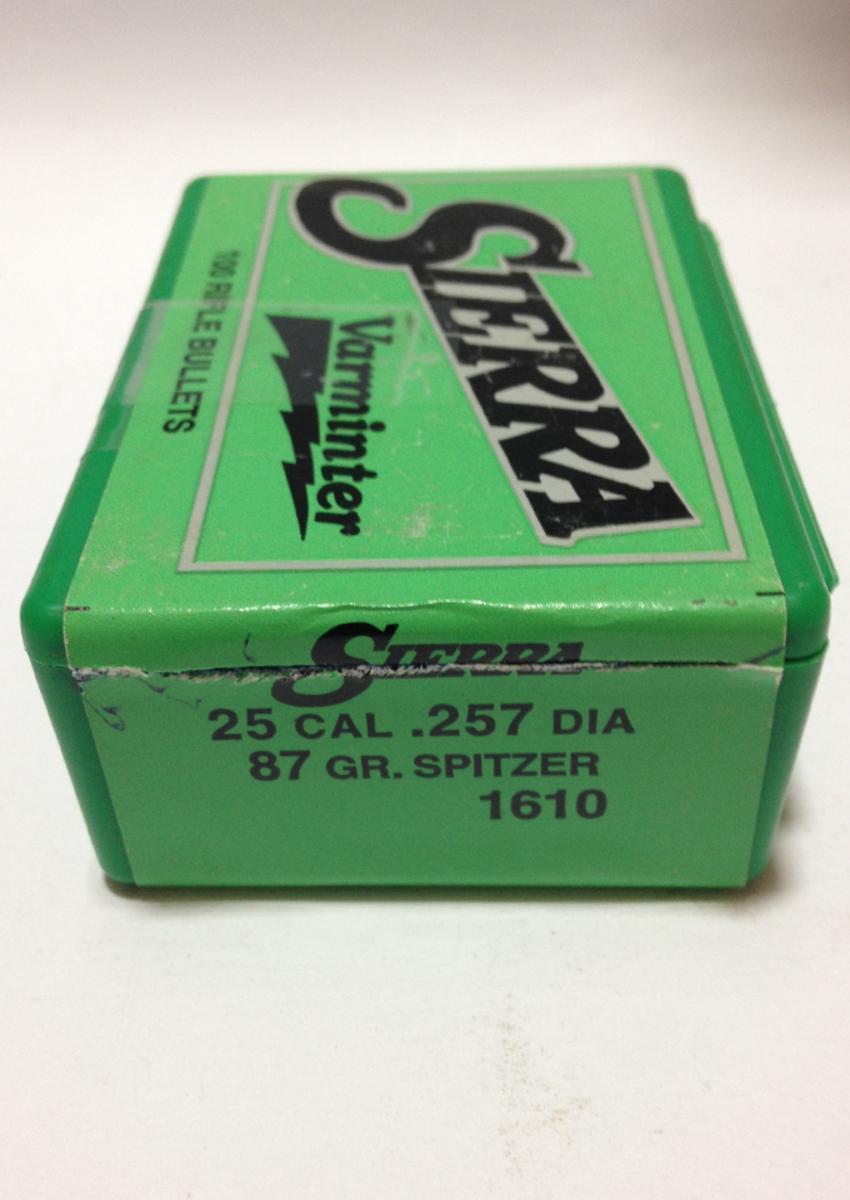 SIERRA
Varminter
100 RIFLE BULLETS
SIERRA
25 CAL .257 DIA
87 GR. SPITZER
1610